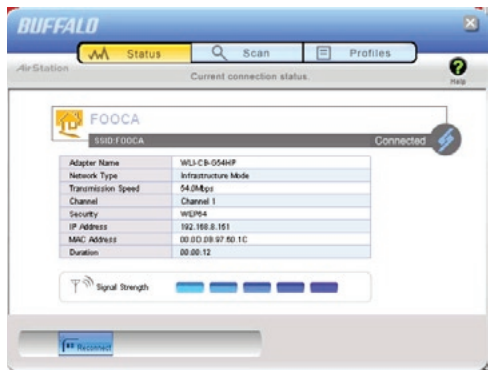 BUFFALO
Status
Scan
Profiles
AirStation
Current connection status.
Help
FOOCA
SSID:FOOCA
Connected
Adapter Name WLI-CB-G54HP
Network Type Infrastructure Mode
Transmission Speed 54.0Mbps
Channel Channel 1
Security WEP64
IP Address 192.168.8.161
MAC Address 00.0D.0B.97.60.1C
Duration 00:00:12
Signal Strength
Reconnect